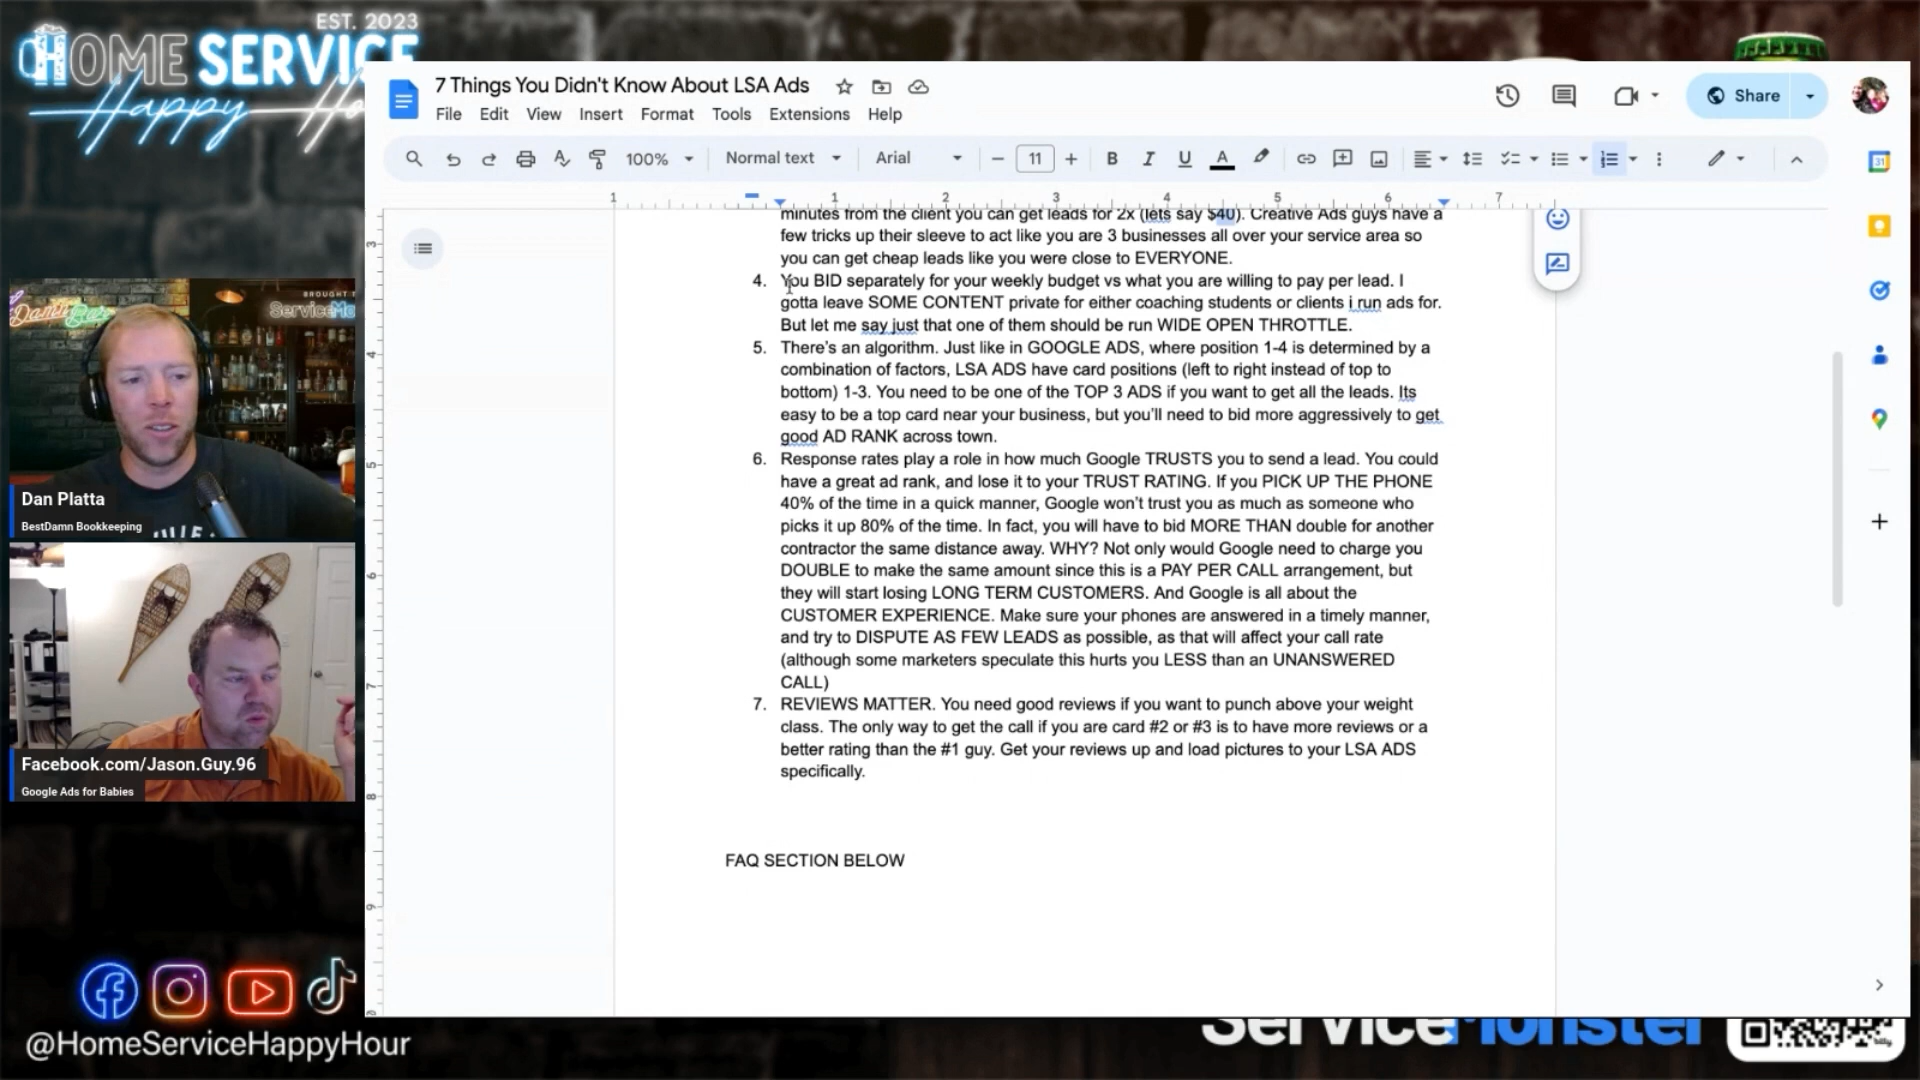 EST. 2023
HOME SERVICE
Happy Ho
7 Things You Didn't Know About LSA Ads
Share
File Edit View Insert Format Tools Extensions Help
100% Normal text Arial 11 B I U A
1 1 2 3 4 5 6 7
31
minutes from the client you can get leads for 2x (lets say $40). Creative Ads guys have a
few tricks up their sleeve to act like you are 3 businesses all over your service area so
you can get cheap leads like you were close to EVERYONE.
4. You BID separately for your weekly budget vs what you are willing to pay per lead. I
gotta leave SOME CONTENT private for either coaching students or clients i run ads for.
But let me say just that one of them should be run WIDE OPEN THROTTLE.
5. There's an algorithm. Just like in GOOGLE ADS, where position 1-4 is determined by a
combination of factors, LSA ADS have card positions (left to right instead of top to
bottom) 1-3. You need to be one of the TOP 3 ADS if you want to get all the leads. Its
easy to be a top card near your business, but you'll need to bid more aggressively to get
good AD RANK across town.
6. Response rates play a role in how much Google TRUSTS you to send a lead. You could
have a great ad rank, and lose it to your TRUST RATING. If you PICK UP THE PHONE
40% of the time in a quick manner, Google won't trust you as much as someone who
picks it up 80% of the time. In fact, you will have to bid MORE THAN double for another
contractor the same distance away. WHY? Not only would Google need to charge you
DOUBLE to make the same amount since this is a PAY PER CALL arrangement, but
they will start losing LONG TERM CUSTOMERS. And Google is all about the
CUSTOMER EXPERIENCE. Make sure your phones are answered in a timely manner,
and try to DISPUTE AS FEW LEADS as possible, as that will affect your call rate
(although some marketers speculate this hurts you LESS than an UNANSWERED
CALL)
7. REVIEWS MATTER. You need good reviews if you want to punch above your weight
class. The only way to get the call if you are card #2 or #3 is to have more reviews or a
better rating than the #1 guy. Get your reviews up and load pictures to your LSA ADS
specifically.
FAQ SECTION BELOW
3
4
5
6
7
8
9
BROUGHT
ServiceMo
Dan Platta
BestDamn Bookkeeping
Facebook.com/Jason.Guy.96
Google Ads for Babies
@HomeServiceHappyHour
ServiceMonster
bitly